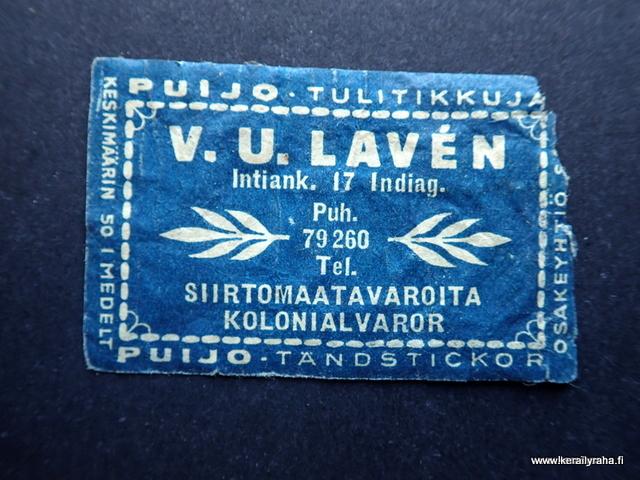 PUIJO · TULITIKKUJA
KESKIMÄÄRIN 50 I MEDELT
V. U. LAVÉN
Intiank. 17 Indiag.
Puh.
79 260
Tel.
SIIRTOMAATAVAROITA
KOLONIALVAROR
OSAKEYHTIÖ
PUIJO - TÄNDSTICKOR
www.keraılyraha.fi